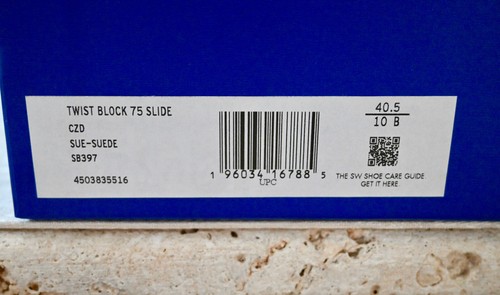 TWIST BLOCK 75 SLIDE
CZD
SUE-SUEDE
SB397
4503835516
1 96034 16788 5
UPC
40.5
10 B
THE SW SHOE CARE GUIDE
GET IT HERE